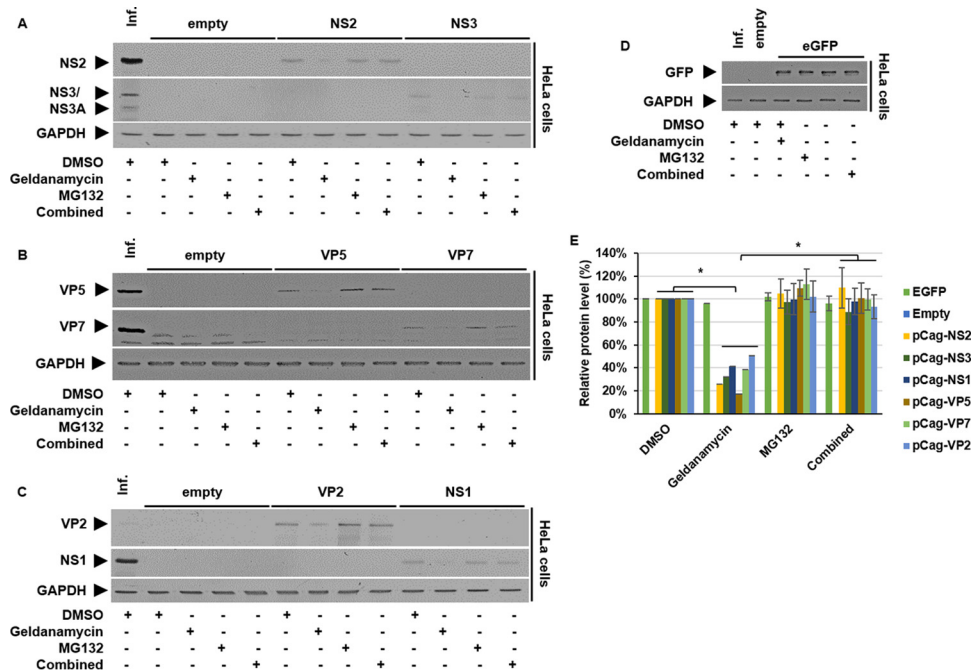 A
Inf.
empty NS2 NS3
NS2
NS3/
NS3A
GAPDH
HeLa cells
DMSO + + - - - + - - - + - - -
Geldanamycin - - + - - - + - - - + - -
MG132 - - - + - - - + - - - + -
Combined - - - - + - - - + - - - +
B
Inf.
empty VP5 VP7
VP5
VP7
GAPDH
HeLa cells
DMSO + + - - - + - - - + - - -
Geldanamycin - - + - - - + - - - + - -
MG132 - - - + - - - + - - - + -
Combined - - - - + - - - + - - - +
C
Inf.
empty VP2 NS1
VP2
NS1
GAPDH
HeLa cells
DMSO + + - - - + - - - + - - -
Geldanamycin - - + - - - + - - - + - -
MG132 - - - + - - - + - - - + -
Combined - - - - + - - - + - - - +
D
Inf.
empty
eGFP
GFP
GAPDH
HeLa cells
DMSO + + + - - -
Geldanamycin - - + - - -
MG132 - - - + - -
Combined - - - - - +
E
Relative protein level (%)
140%
120%
100%
80%
60%
40%
20%
0%
* *
DMSO
Geldanamycin
MG132
Combined
EGFP
Empty
pCag-NS2
pCag-NS3
pCag-NS1
pCag-VP5
pCag-VP7
pCag-VP2